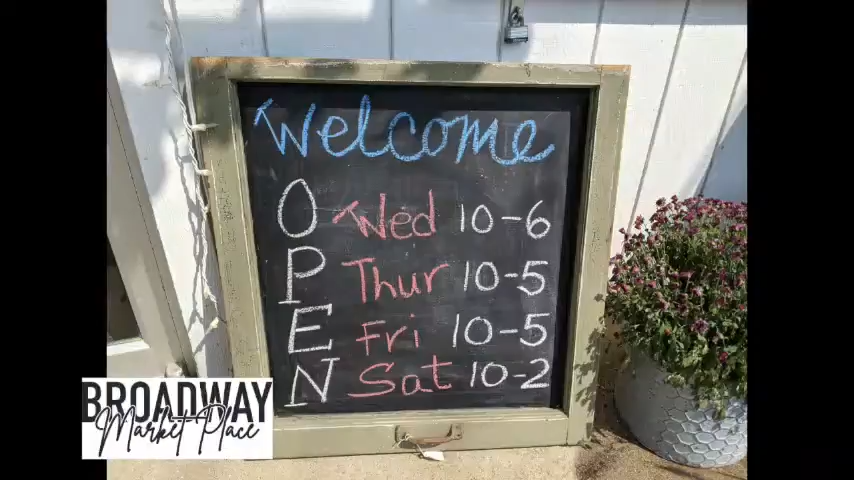 Welcome
O Wed 10-6
P Thur 10-5
E Fri 10-5
N Sat 10-2
BROADWAY
Market Place